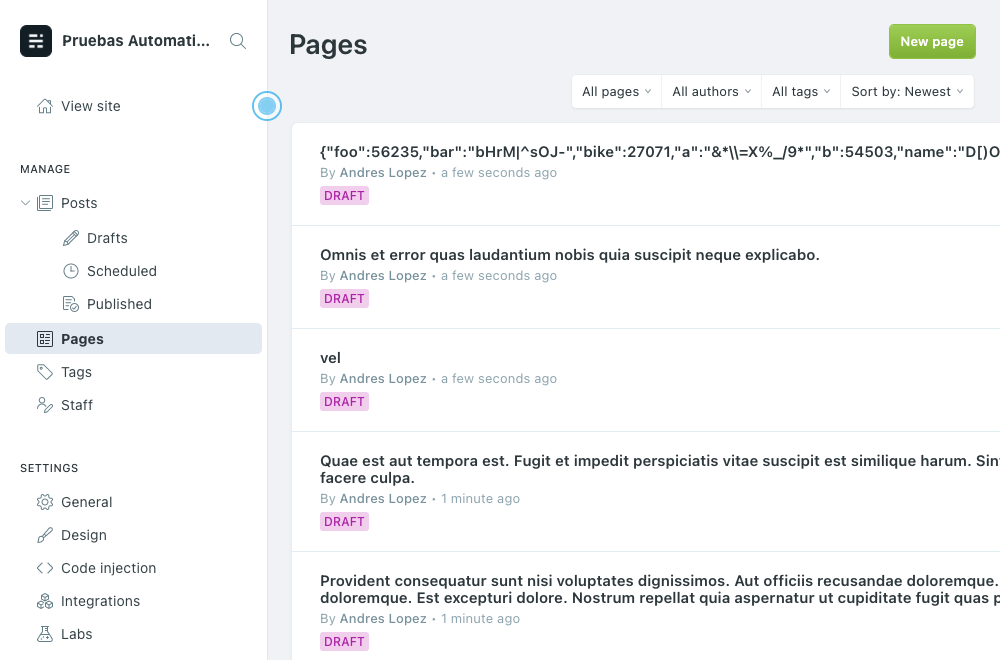 Pruebas Automati...
View site
MANAGE
Posts
Drafts
Scheduled
Published
Pages
Tags
Staff
SETTINGS
General
Design
Code injection
Integrations
Labs
Pages
New page
All pages
All authors
All tags
Sort by: Newest
{"foo":56235,"bar":"bHrM|^sOJ-","bike":27071,"a":"&*\\=X%_/9*","b":54503,"name":"D[)O
By Andres Lopez • a few seconds ago
DRAFT
Omnis et error quas laudantium nobis quia suscipit neque explicabo.
By Andres Lopez • a few seconds ago
DRAFT
vel
By Andres Lopez • a few seconds ago
DRAFT
Quae est aut tempora est. Fugit et impedit perspiciatis vitae suscipit est similique harum. Sin
facere culpa.
By Andres Lopez • 1 minute ago
DRAFT
Provident consequatur sunt nisi voluptates dignissimos. Aut officiis recusandae doloremque.
doloremque. Est excepturi dolore. Nostrum repellat quia aspernatur ut cupiditate fugit quas p
By Andres Lopez • 1 minute ago
DRAFT